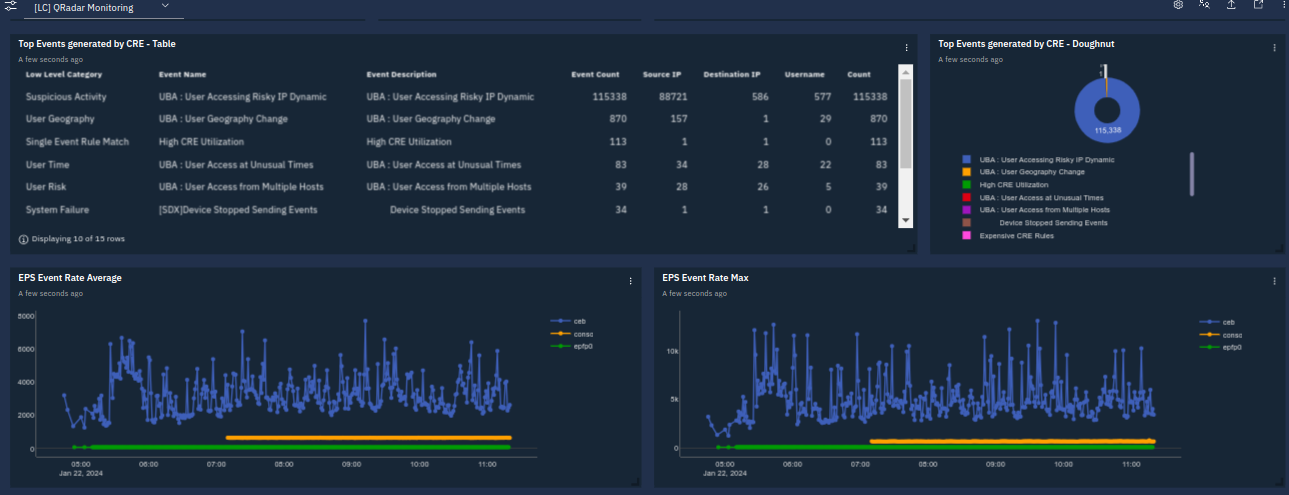 [LC] QRadar Monitoring
Top Events generated by CRE - Table
A few seconds ago
Low Level Category Event Name Event Description Event Count Source IP Destination IP Username Count
Suspicious Activity UBA : User Accessing Risky IP Dynamic UBA : User Accessing Risky IP Dynamic 115338 88721 586 577 115338
User Geography UBA : User Geography Change UBA : User Geography Change 870 157 1 29 870
Single Event Rule Match High CRE Utilization High CRE Utilization 113 1 1 0 113
User Time UBA : User Access at Unusual Times UBA : User Access at Unusual Times 83 34 28 22 83
User Risk UBA : User Access from Multiple Hosts UBA : User Access from Multiple Hosts 39 28 26 5 39
System Failure [SDX]Device Stopped Sending Events Device Stopped Sending Events 34 1 1 0 34
Displaying 10 of 15 rows
Top Events generated by CRE - Doughnut
A few seconds ago
115,338
UBA : User Accessing Risky IP Dynamic
UBA : User Geography Change
High CRE Utilization
UBA : User Access at Unusual Times
UBA : User Access from Multiple Hosts
Device Stopped Sending Events
Expensive CRE Rules
EPS Event Rate Average
A few seconds ago
8000
6000
4000
2000
0
05:00 06:00 07:00 08:00 09:00 10:00 11:00
Jan 22, 2024
ceb
consc
epfp0
EPS Event Rate Max
A few seconds ago
10k
5k
0
05:00 06:00 07:00 08:00 09:00 10:00 11:00
Jan 22, 2024
ceb
consc
epfp0